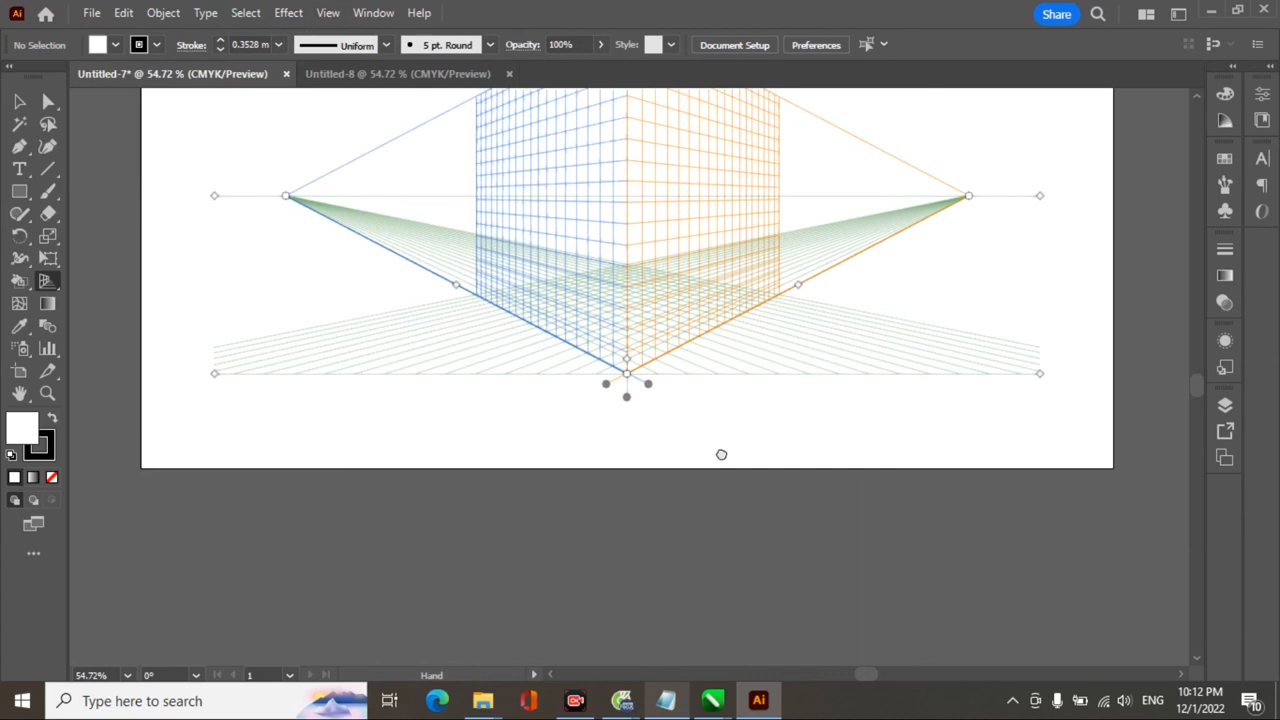 Ai File Edit Object Type Select Effect View Window Help Share
No Selection Stroke: 0.3528 m Uniform 5 pt. Round Opacity: 100% Style: Document Setup Preferences
Untitled-7* @ 54.72 % (CMYK/Preview) Untitled-8 @ 54.72 % (CMYK/Preview)
54.72% 0° 1 Hand
Type here to search Ai ENG 10:12 PM
12/1/2022 10